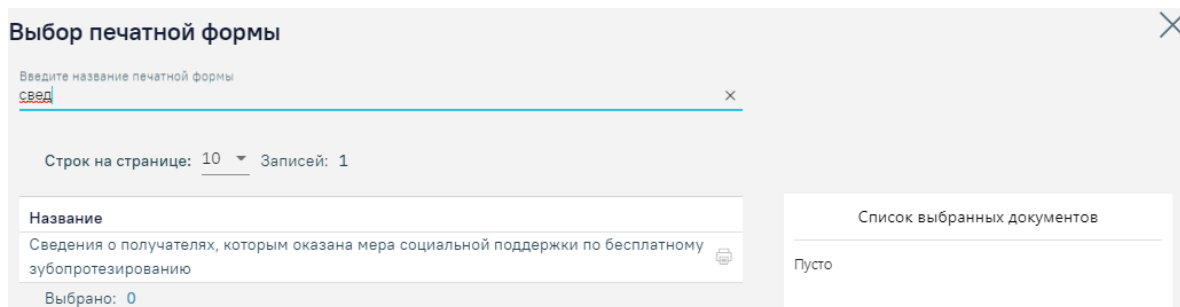 Выбор печатной формы
Введите название печатной формы
свед
Строк на странице: 10 Записей: 1
Название
Список выбранных документов
Сведения о получателях, которым оказана мера социальной поддержки по бесплатному
зубопротезированию
Пусто
Выбрано: 0